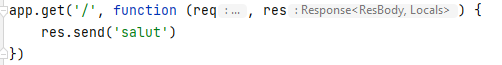 app.get('/', function (req : ... , res : Response<ResBody, Locals> ) {
    res.send('salut')
})